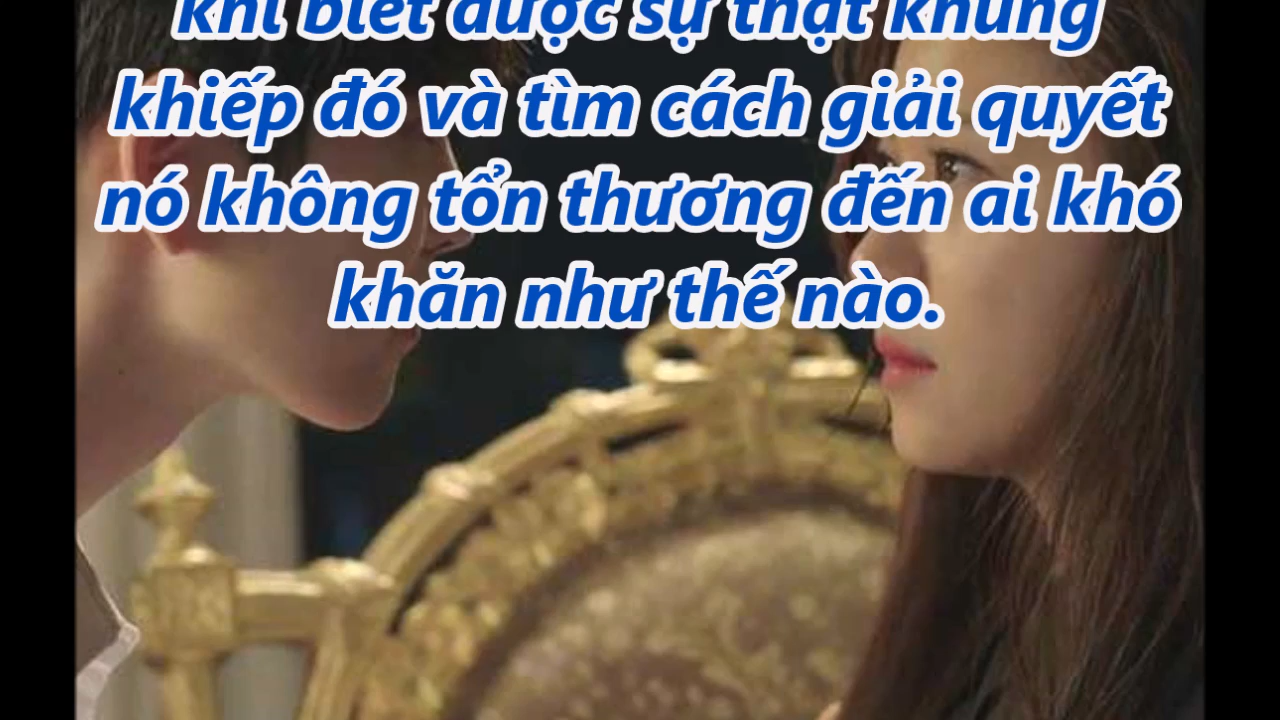 khi biết được sự thật khủng
khiếp đó và tìm cách giải quyết
nó không tổn thương đến ai khó
khăn như thế nào.